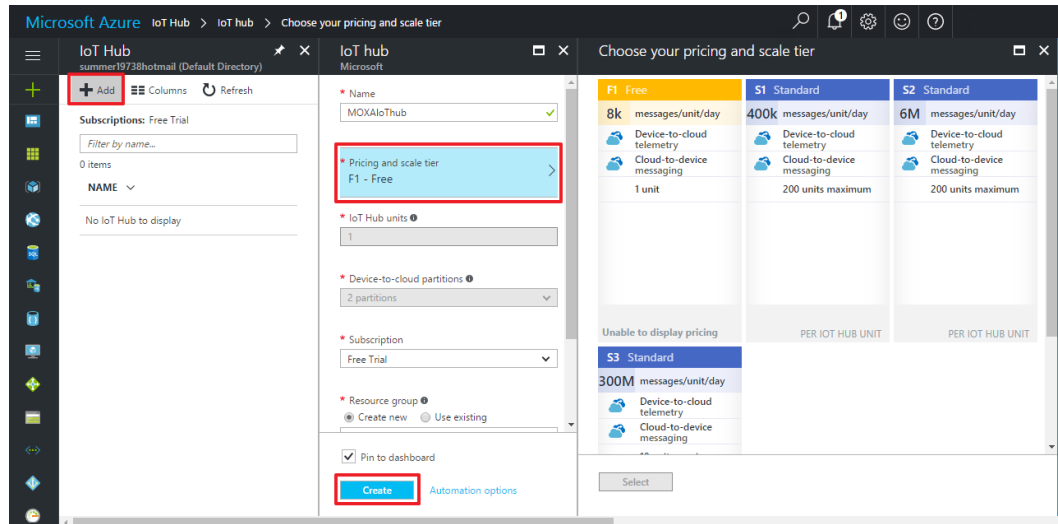 Microsoft Azure IoT Hub > IoT hub > Choose your pricing and scale tier
IoT Hub
summer19738hotmail (Default Directory)
Add Columns Refresh
Subscriptions: Free Trial
Filter by name...
0 items
NAME
No IoT Hub to display
IoT hub
Microsoft
* Name
MOXAIoThub
* Pricing and scale tier
F1 - Free
* IoT Hub units
1
* Device-to-cloud partitions
2 partitions
* Subscription
Free Trial
* Resource group
Create new Use existing
Pin to dashboard
Create Automation options
Choose your pricing and scale tier
F1 Free
8k messages/unit/day
Device-to-cloud
telemetry
Cloud-to-device
messaging
1 unit
Unable to display pricing
S1 Standard
400k messages/unit/day
Device-to-cloud
telemetry
Cloud-to-device
messaging
200 units maximum
PER IOT HUB UNIT
S2 Standard
6M messages/unit/day
Device-to-cloud
telemetry
Cloud-to-device
messaging
200 units maximum
PER IOT HUB UNIT
S3 Standard
300M messages/unit/day
Device-to-cloud
telemetry
Cloud-to-device
messaging
Select